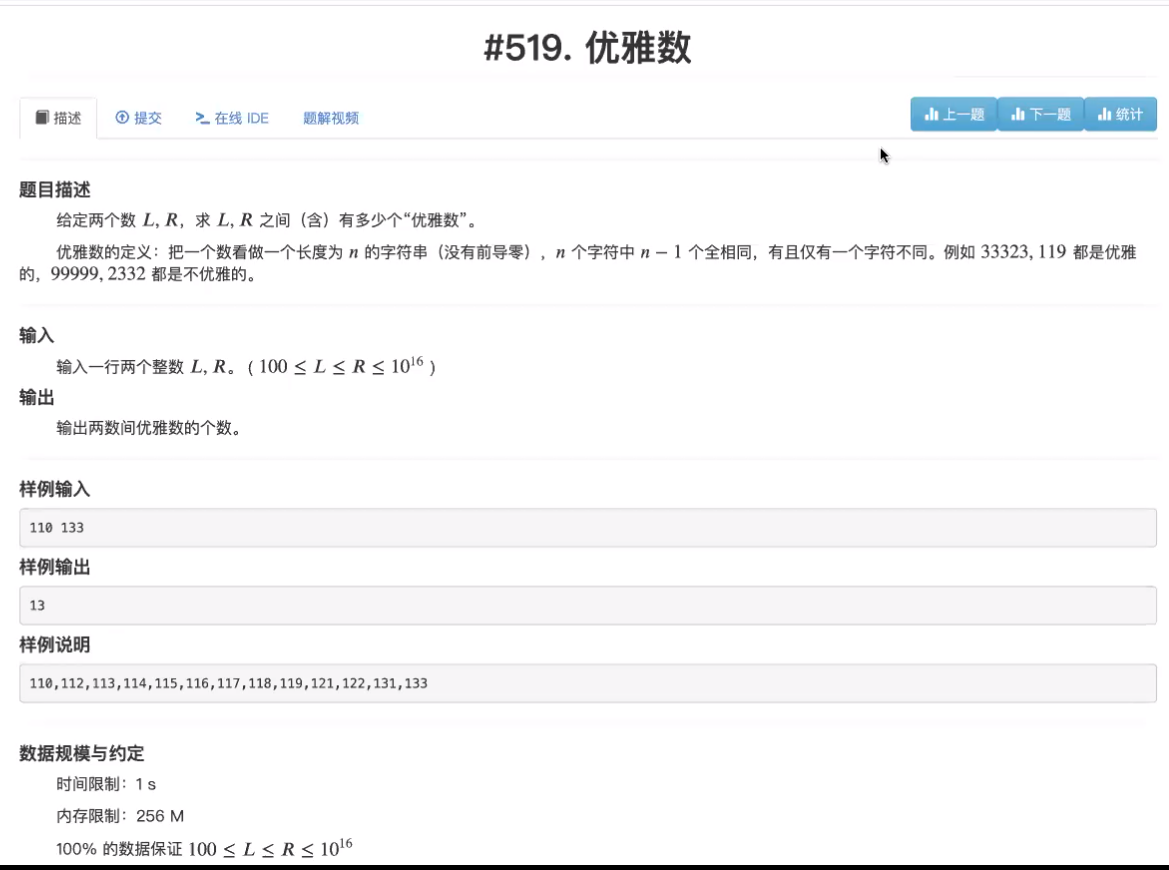 #519. 优雅数
描述 提交 在线 IDE 题解视频 上一题 下一题 统计
题目描述
给定两个数 L, R，求 L, R 之间（含）有多少个“优雅数”。
优雅数的定义：把一个数看做一个长度为 n 的字符串（没有前导零），n 个字符中 n − 1 个全相同，有且仅有一个字符不同。例如 33323, 119 都是优雅
的，99999, 2332 都是不优雅的。
输入
输入一行两个整数 L, R。（ 100 ≤ L ≤ R ≤ 10^16 ）
输出
输出两数间优雅数的个数。
样例输入
110 133
样例输出
13
样例说明
110,112,113,114,115,116,117,118,119,121,122,131,133
数据规模与约定
时间限制：1 s
内存限制：256 M
100% 的数据保证 100 ≤ L ≤ R ≤ 10^16